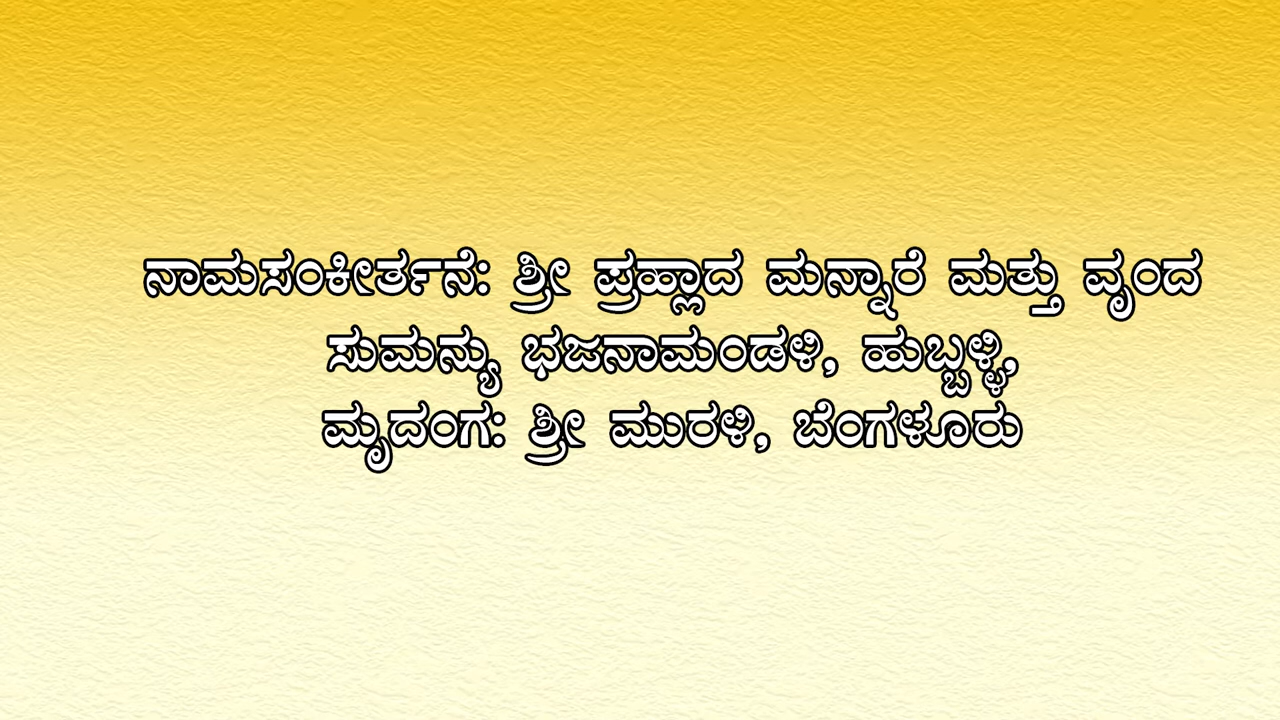 ನಾಮಸಂಕೀರ್ತನೆ: ಶ್ರೀ ಪ್ರಹ್ಲಾದ ಮನ್ನಾರೆ ಮತ್ತು ವೃಂದ
ಸುಮನ್ಯು ಭಜನಾಮಂಡಳಿ, ಹುಬ್ಬಳ್ಳಿ,
ಮೃದಂಗ: ಶ್ರೀ ಮುರಳಿ, ಬೆಂಗಳೂರು